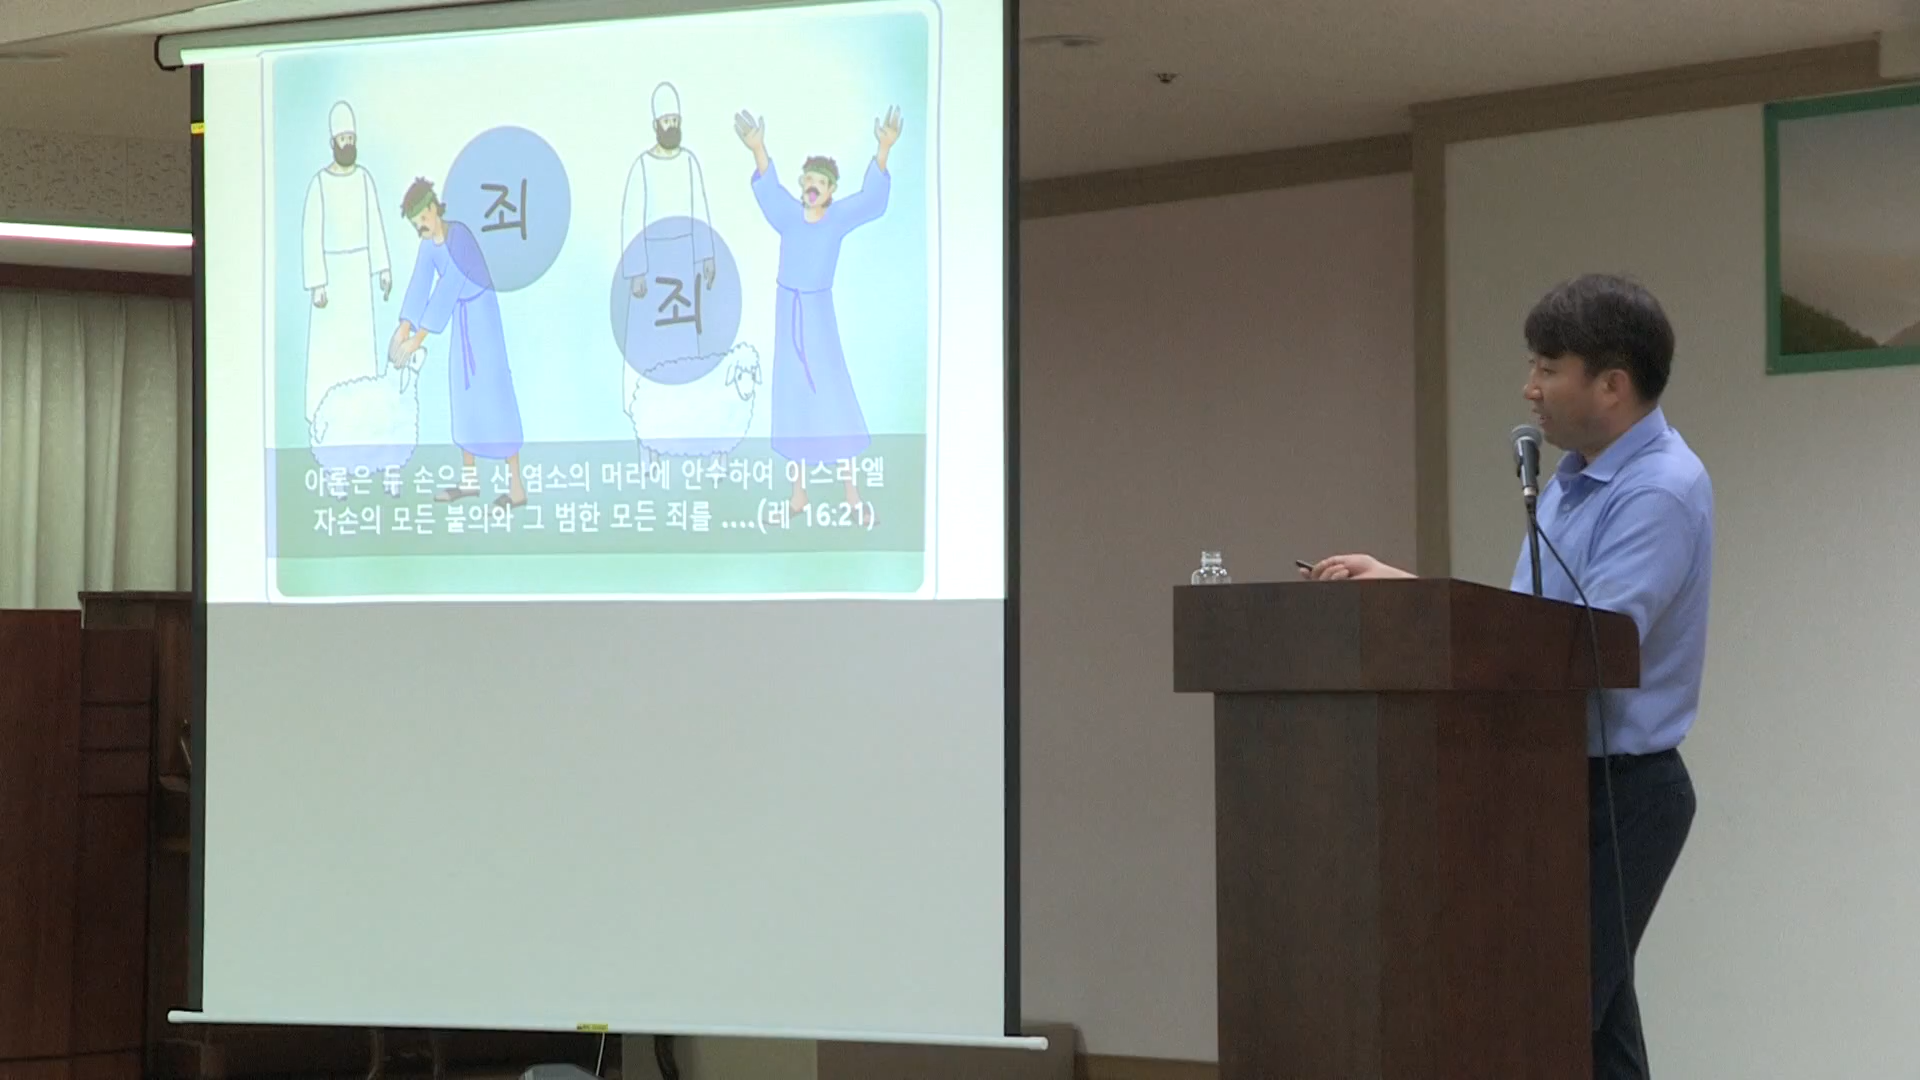 죄
죄
아론은 두 손으로 산 염소의 머리에 안수하여 이스라엘
자손의 모든 불의와 그 범한 모든 죄를 ....(레 16:21)